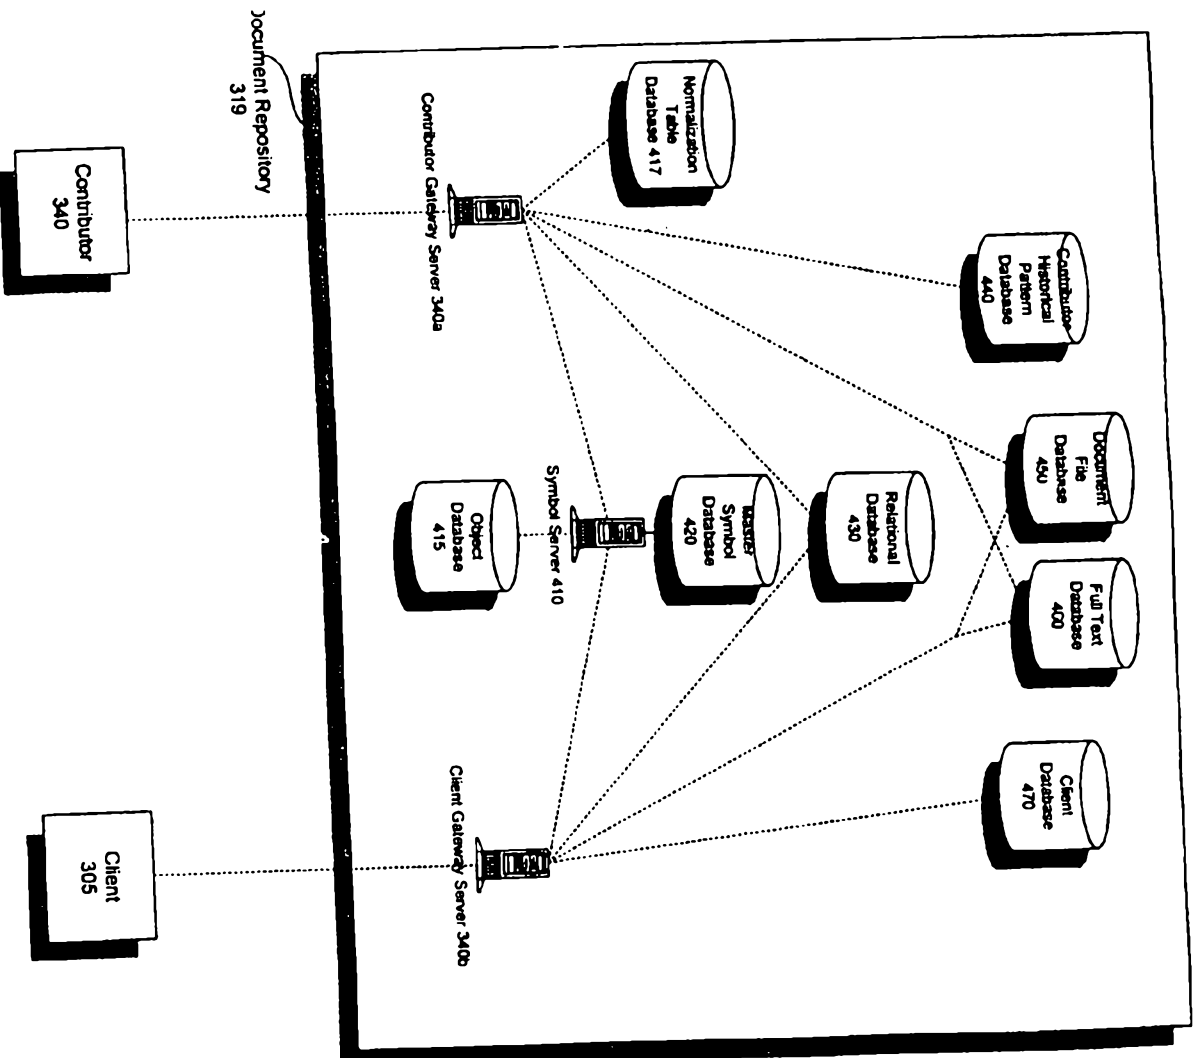 Normalization
Table
Database 417
Contributor
Historical
Pattern
Database
440
Document
File
Database
450
Full Text
Database
400
Client
Database
470
Relational
Database
430
Master
Symbol
Database
420
Symbol Server 410
Object
Database
415
Contributor Gateway Server 340a
Client Gateway Server 340b
Document Repository
319
Contributor
340
Client
305